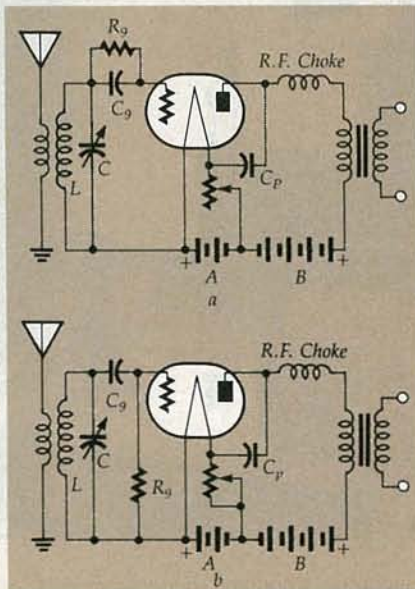 R9
R.F. Choke
C9
C
L
CP
+ A B +
a
R.F. Choke
C9
C
L
R9
Cp
+ A B +
b